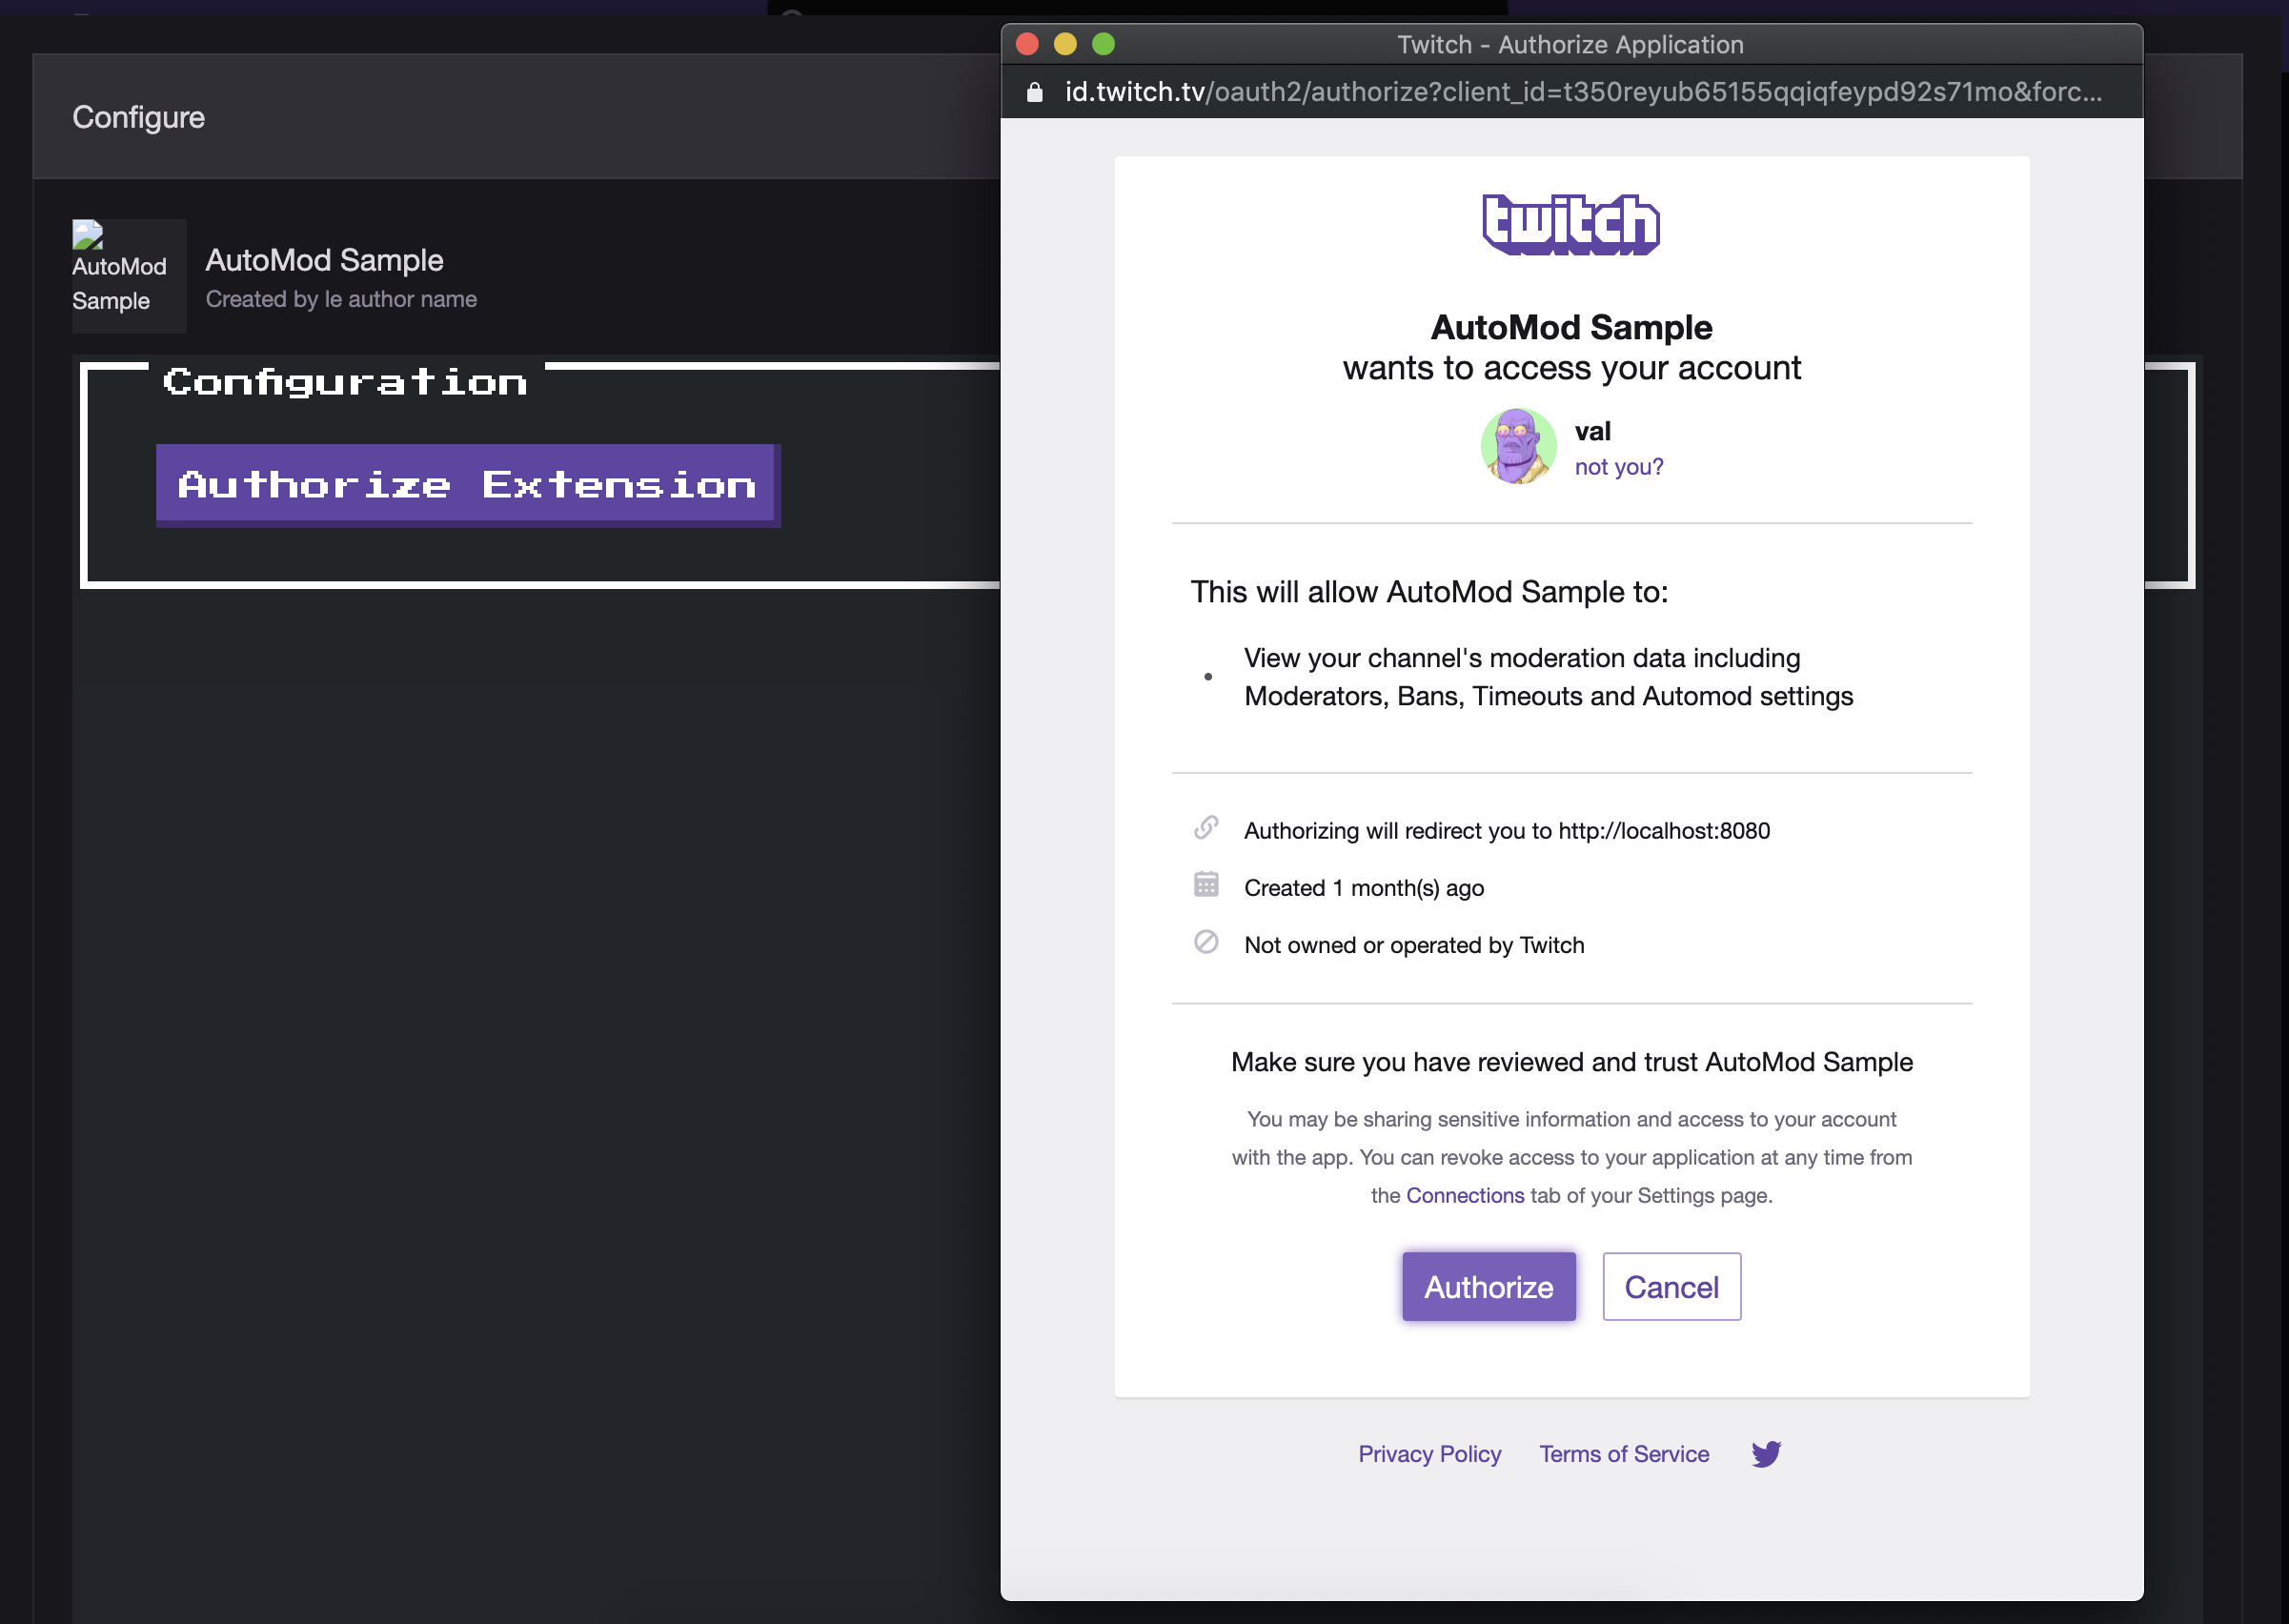 Configure
AutoMod
Sample
AutoMod Sample
Created by le author name
Configuration
Authorize Extension
Twitch - Authorize Application
id.twitch.tv/oauth2/authorize?client_id=t350reyub65155qqiqfeypd92s71mo&forc...
twitch
AutoMod Sample
wants to access your account
val
not you?
This will allow AutoMod Sample to:
• View your channel's moderation data including
Moderators, Bans, Timeouts and Automod settings
Authorizing will redirect you to http://localhost:8080
Created 1 month(s) ago
Not owned or operated by Twitch
Make sure you have reviewed and trust AutoMod Sample
You may be sharing sensitive information and access to your account
with the app. You can revoke access to your application at any time from
the Connections tab of your Settings page.
Authorize Cancel
Privacy Policy Terms of Service